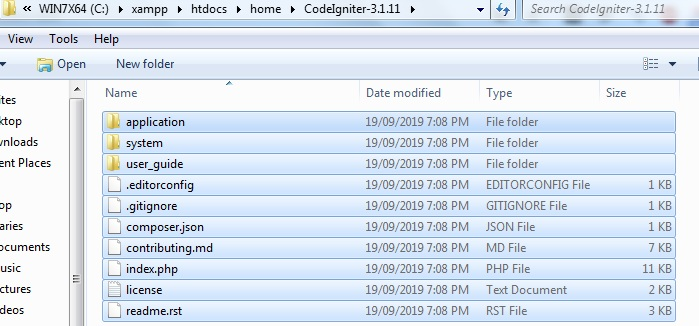 « WIN7X64 (C:) ▸ xampp ▸ htdocs ▸ home ▸ CodeIgniter-3.1.11 ▸ Search CodeIgniter-3.1.11
View Tools Help
Open New folder
Name Date modified Type Size
application 19/09/2019 7:08 PM File folder
system 19/09/2019 7:08 PM File folder
user_guide 19/09/2019 7:08 PM File folder
.editorconfig 19/09/2019 7:08 PM EDITORCONFIG File 1 KB
.gitignore 19/09/2019 7:08 PM GITIGNORE File 1 KB
composer.json 19/09/2019 7:08 PM JSON File 1 KB
contributing.md 19/09/2019 7:08 PM MD File 7 KB
index.php 19/09/2019 7:08 PM PHP File 11 KB
license 19/09/2019 7:08 PM Text Document 2 KB
readme.rst 19/09/2019 7:08 PM RST File 3 KB
ites
ktop
wnloads
ent Places
op
aries
ocuments
usic
ctures
deos